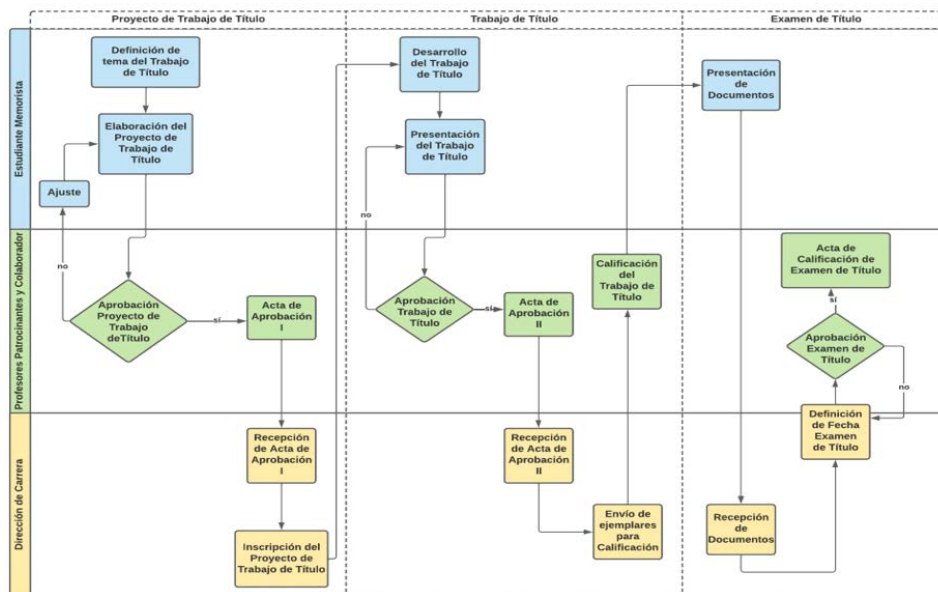 Proyecto de Trabajo de Título
Trabajo de Título
Examen de Título
Estudiante Memorista
Definición de
tema del Trabajo
de Título
Elaboración del
Proyecto de
Trabajo de
Título
Ajuste
Desarrollo
del Trabajo
de Título
Presentación
del Trabajo de
Título
Presentación
de
Documentos
Profesores Patrocinantes y Colaborador
no
Aprobación
Proyecto de
Trabajo
deTítulo
sí
Acta de
Aprobación
I
no
Aprobación
Trabajo de
Título
sí
Acta de
Aprobación
II
Calificación
del
Trabajo de
Título
Acta de
Calificación de
Examen de Título
sí
Aprobación
Examen de
Título
no
Dirección de Carrera
Recepción
de Acta de
Aprobación
I
Inscripción del
Proyecto de
Trabajo de Título
Recepción
de Acta de
Aprobación
II
Envío de
ejemplares
para
Calificación
Recepción
de
Documentos
Definición
de Fecha
Examen
de Título